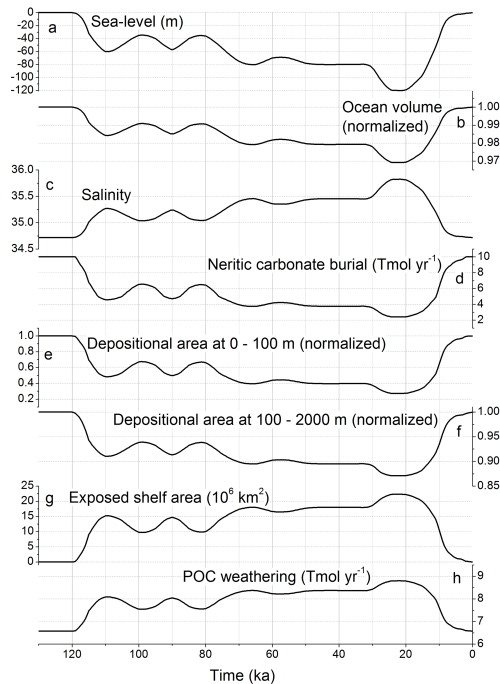 0
-20
-40
-60
-80
-100
-120
a
Sea-level (m)
Ocean volume
(normalized)
b
1.00
0.99
0.98
0.97
36.0
35.5
35.0
34.5
c
Salinity
Neritic carbonate burial (Tmol yr-1)
d
10
8
6
4
2
1.0
0.8
0.6
0.4
0.2
e
Depositional area at 0 - 100 m (normalized)
Depositional area at 100 - 2000 m (normalized)
f
1.00
0.95
0.90
0.85
25
20
15
10
5
0
g
Exposed shelf area (10^6 km^2)
POC weathering (Tmol yr-1)
h
9
8
7
6
120 100 80 60 40 20 0
Time (ka)